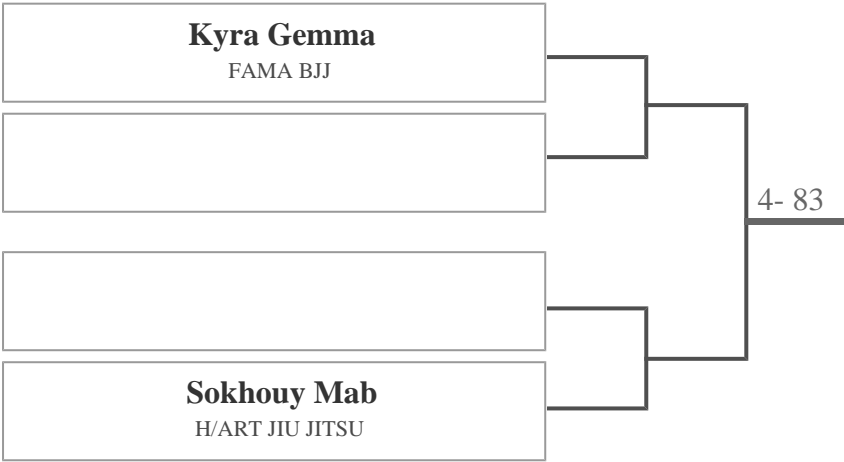 Kyra Gemma
FAMA BJJ
4- 83
Sokhouy Mab
H/ART JIU JITSU